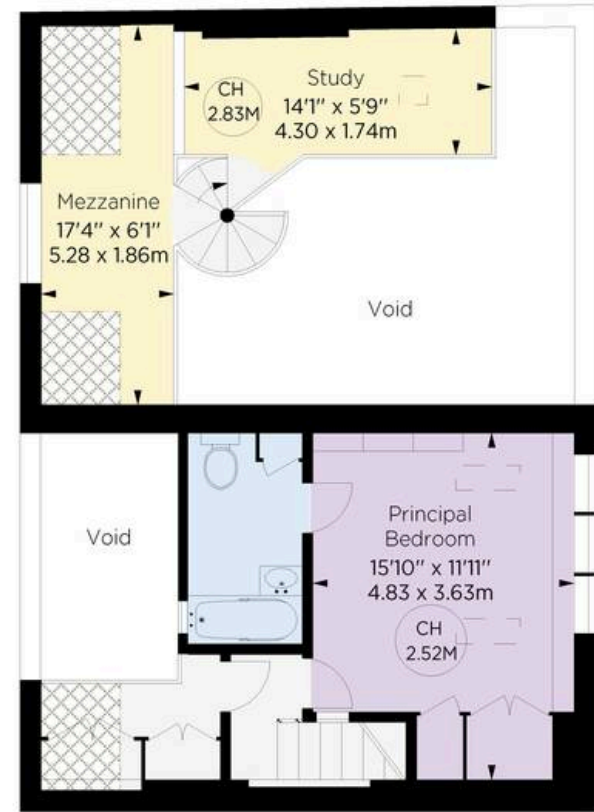 Study
14'1" x 5'9"
4.30 x 1.74m
CH
2.83M
Mezzanine
17'4" x 6'1"
5.28 x 1.86m
Void
Void
Principal
Bedroom
15'10" x 11'11"
4.83 x 3.63m
CH
2.52M